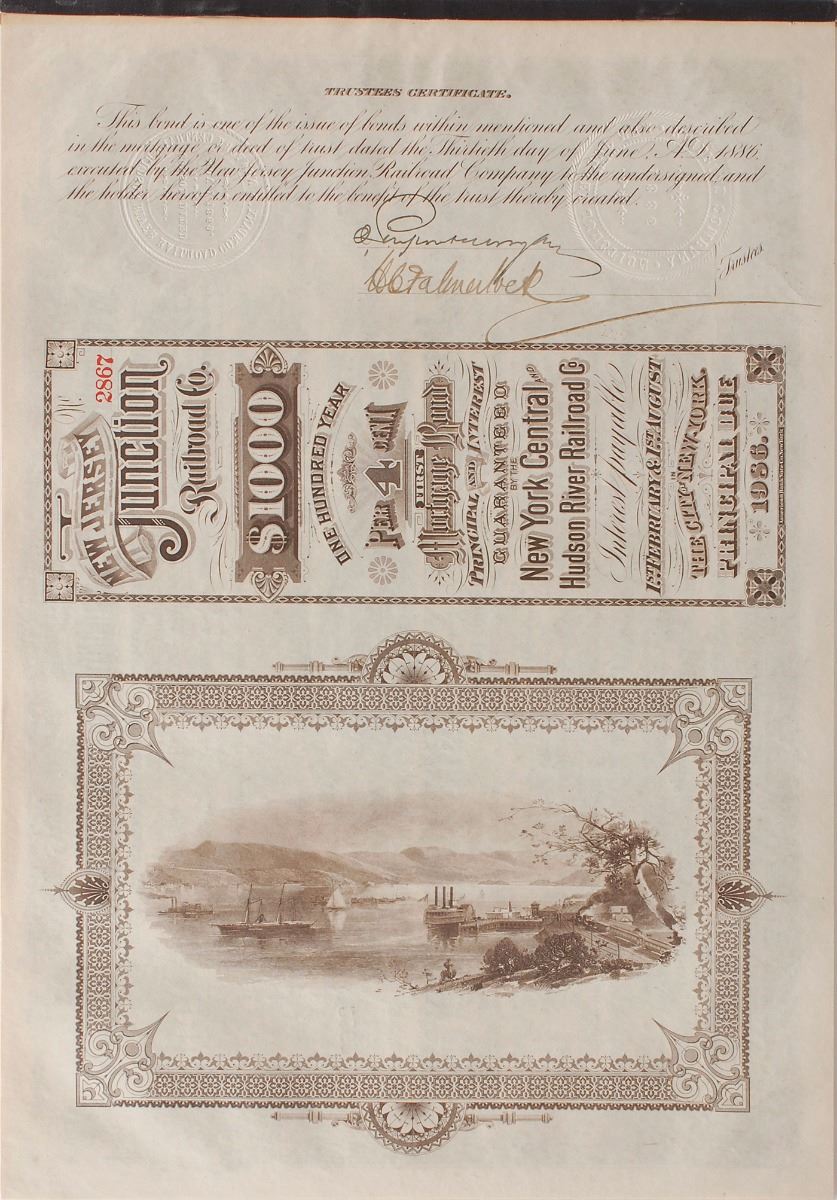 TRUSTEES CERTIFICATE.
This bond is one of the issue of bonds within mentioned and also described
in the mortgage or deed of trust dated the Thirtieth day of June, A.D. 1886,
executed by the New Jersey Junction Railroad Company to the undersigned, and
the holder hereof is entitled to the benefit of the trust thereby created.
Trustees.
No.
2867
NEW JERSEY
Junction
Railroad Co.
$1000
ONE HUNDRED YEAR
PER 4 CENT
FIRST
Mortgage Bond
PRINCIPAL AND INTEREST
GUARANTEED
BY THE
New York Central AND
Hudson River Railroad Co
Interest payable
1ST FEBRUARY & 1ST AUGUST
IN
THE CITY OF NEW-YORK.
PRINCIPAL DUE
1986.